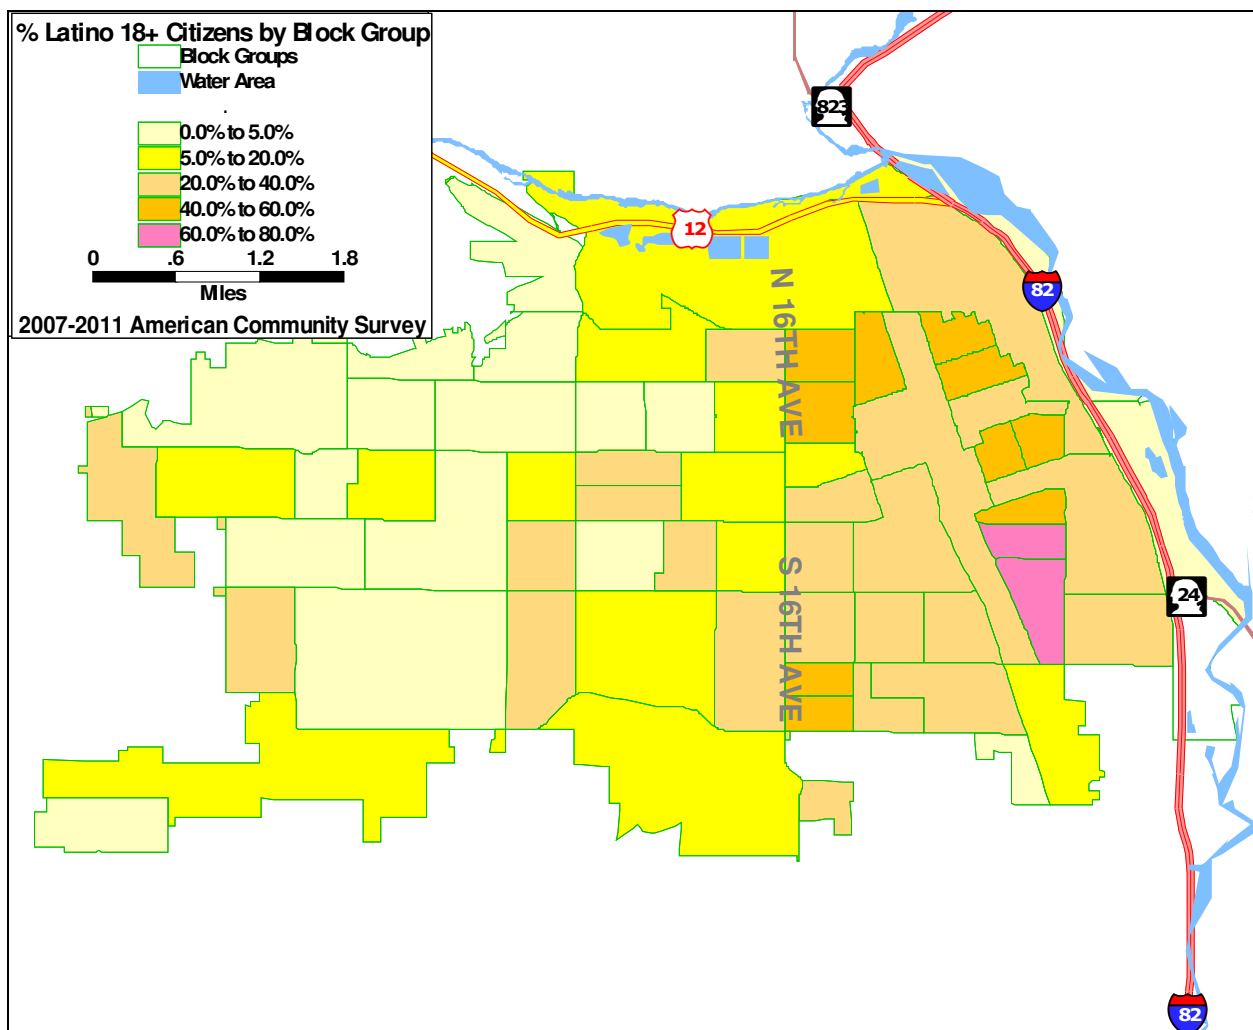 % Latino 18+ Citizens by Block Group
Block Groups
Water Area
.
0.0% to 5.0%
5.0% to 20.0%
20.0% to 40.0%
40.0% to 60.0%
60.0% to 80.0%
0 .6 1.2 1.8
Miles
2007-2011 American Community Survey
823
12
82
N 16TH AVE
S 16TH AVE
24
82